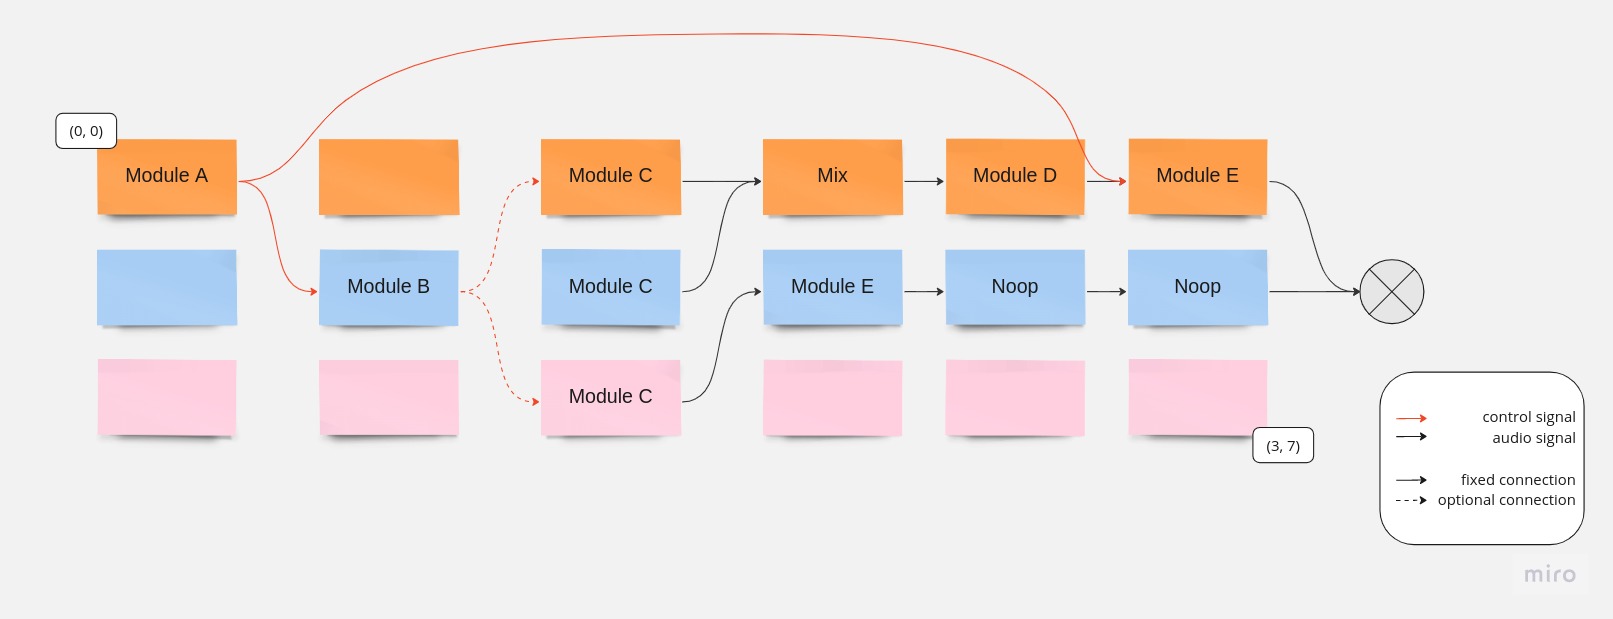 (0, 0)
Module A
Module C
Mix
Module D
Module E
Module B
Module C
Module E
Noop
Noop
Module C
(3, 7)
control signal
audio signal
fixed connection
optional connection
miro